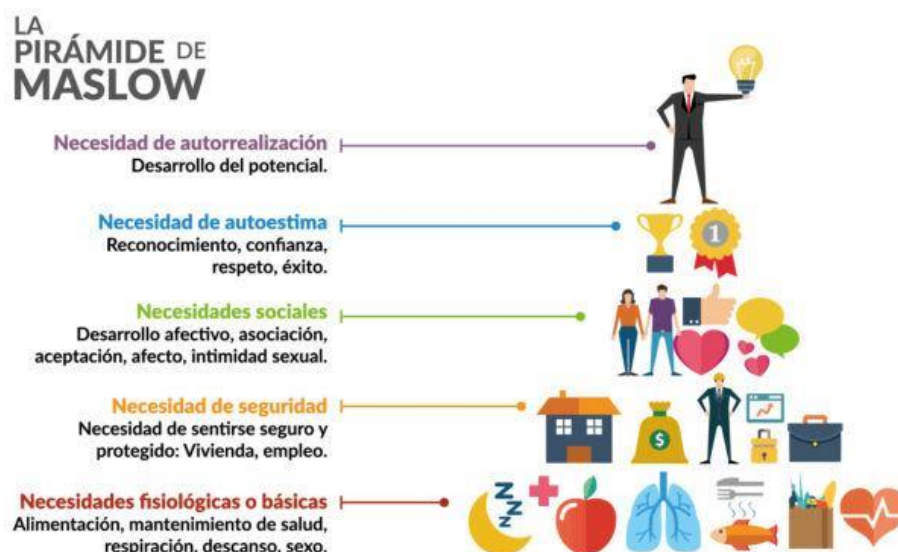 LA
PIRÁMIDE DE
MASLOW
Necesidad de autorrealización
Desarrollo del potencial.
Necesidad de autoestima
Reconocimiento, confianza,
respeto, éxito.
1
Necesidades sociales
Desarrollo afectivo, asociación,
aceptación, afecto, intimidad sexual.
Necesidad de seguridad
Necesidad de sentirse seguro y
protegido: Vivienda, empleo.
$
Necesidades fisiológicas o básicas
Alimentación, mantenimiento de salud,
respiración, descanso, sexo.
NNN